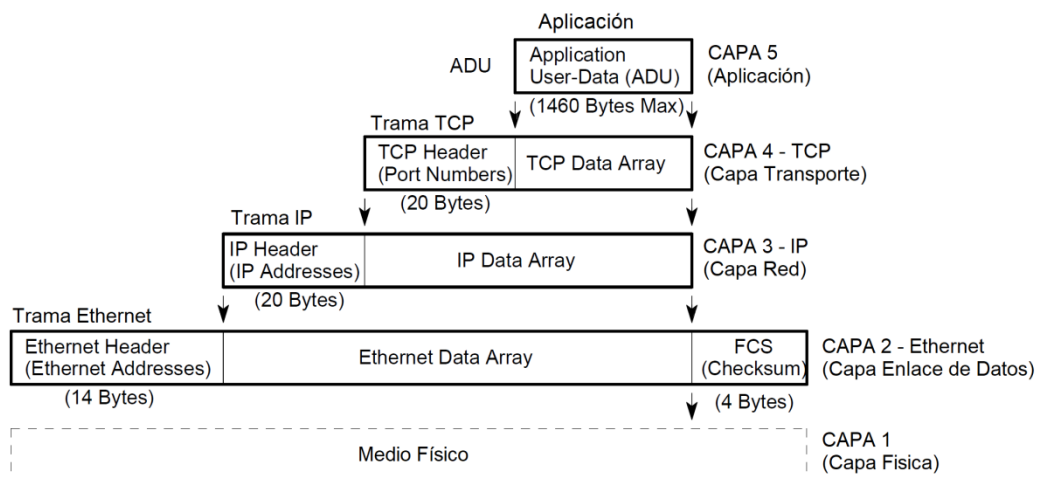 Aplicación
ADU
Application
User-Data (ADU)
CAPA 5
(Aplicación)
(1460 Bytes Max)
Trama TCP
TCP Header
(Port Numbers)
TCP Data Array
CAPA 4 - TCP
(Capa Transporte)
(20 Bytes)
Trama IP
IP Header
(IP Addresses)
IP Data Array
CAPA 3 - IP
(Capa Red)
(20 Bytes)
Trama Ethernet
Ethernet Header
(Ethernet Addresses)
Ethernet Data Array
FCS
(Checksum)
CAPA 2 - Ethernet
(Capa Enlace de Datos)
(14 Bytes)
(4 Bytes)
Medio Físico
CAPA 1
(Capa Fisica)